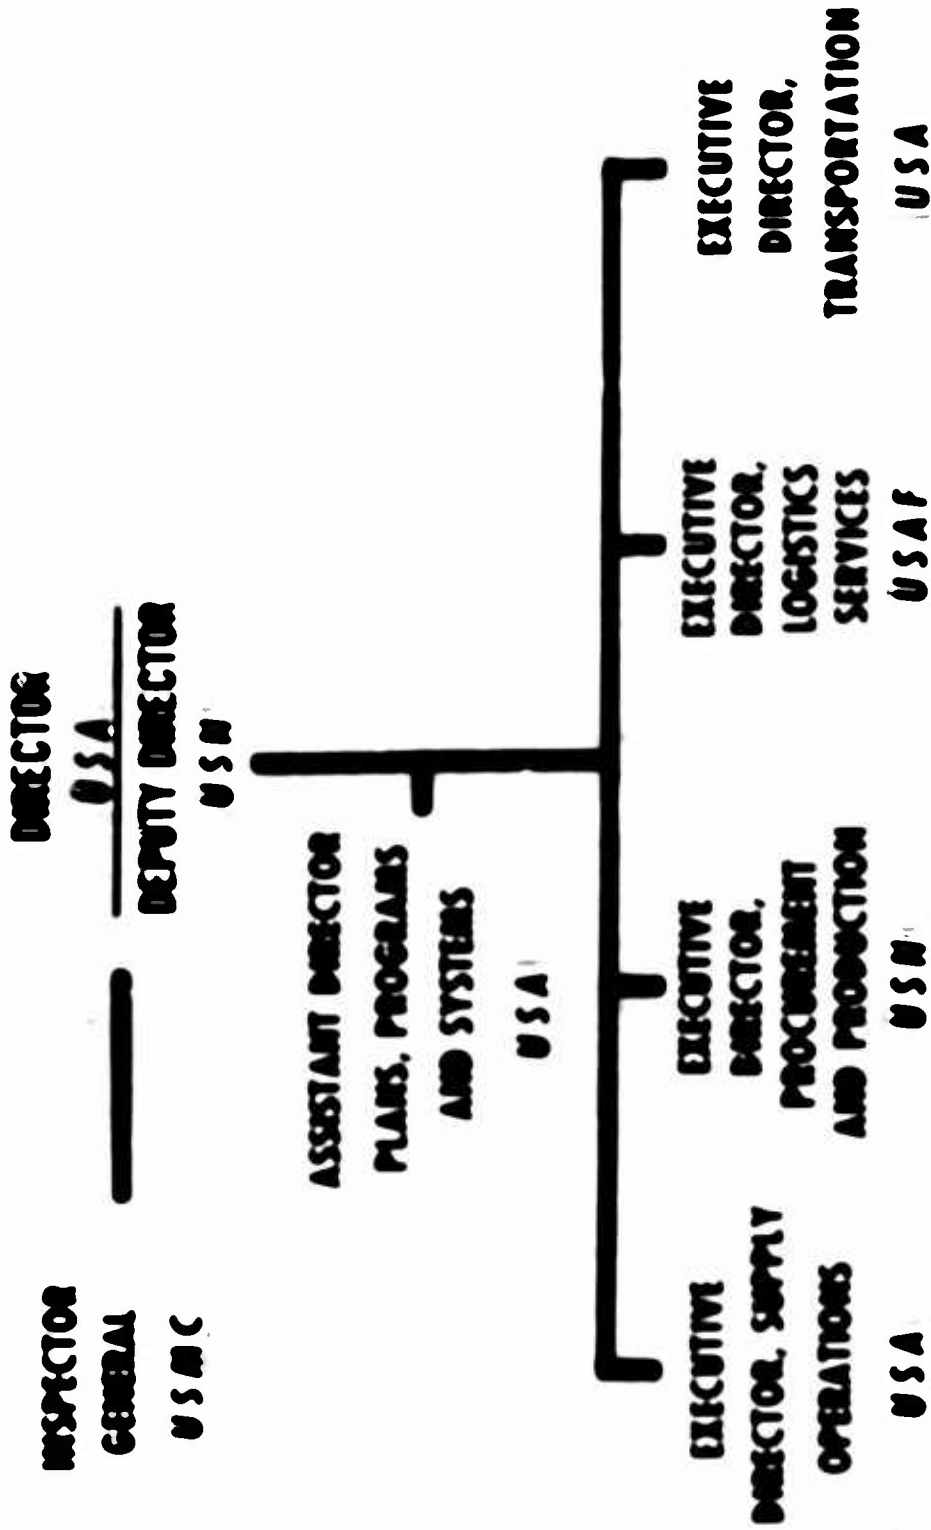 DIRECTOR
USA
DEPUTY DIRECTOR
USN
INSPECTOR
GENERAL
USMC
ASSISTANT DIRECTOR
PLANS, PROGRAMS
AND SYSTEMS
USA
EXECUTIVE
DIRECTOR, SUPPLY
OPERATIONS
USA
EXECUTIVE
DIRECTOR,
PROCUREMENT
AND PRODUCTION
USN
EXECUTIVE
DIRECTOR,
LOGISTICS
SERVICES
USAF
EXECUTIVE
DIRECTOR,
TRANSPORTATION
USA